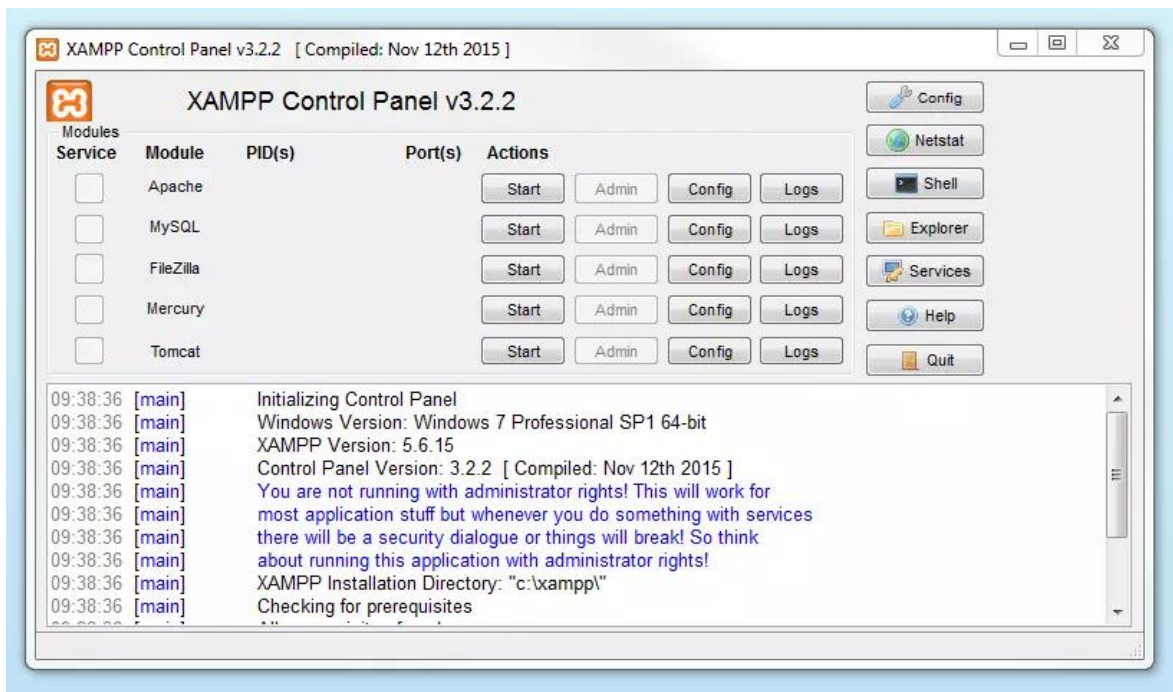 XAMPP Control Panel v3.2.2 [ Compiled: Nov 12th 2015 ]
XAMPP Control Panel v3.2.2
Config
Modules
Service Module PID(s) Port(s) Actions
Netstat
Apache Start Admin Config Logs
Shell
MySQL Start Admin Config Logs
Explorer
FileZilla Start Admin Config Logs
Services
Mercury Start Admin Config Logs
Help
Tomcat Start Admin Config Logs
Quit
09:38:36 [main] Initializing Control Panel
09:38:36 [main] Windows Version: Windows 7 Professional SP1 64-bit
09:38:36 [main] XAMPP Version: 5.6.15
09:38:36 [main] Control Panel Version: 3.2.2 [ Compiled: Nov 12th 2015 ]
09:38:36 [main] You are not running with administrator rights! This will work for
09:38:36 [main] most application stuff but whenever you do something with services
09:38:36 [main] there will be a security dialogue or things will break! So think
09:38:36 [main] about running this application with administrator rights!
09:38:36 [main] XAMPP Installation Directory: "c:\xampp\"
09:38:36 [main] Checking for prerequisites